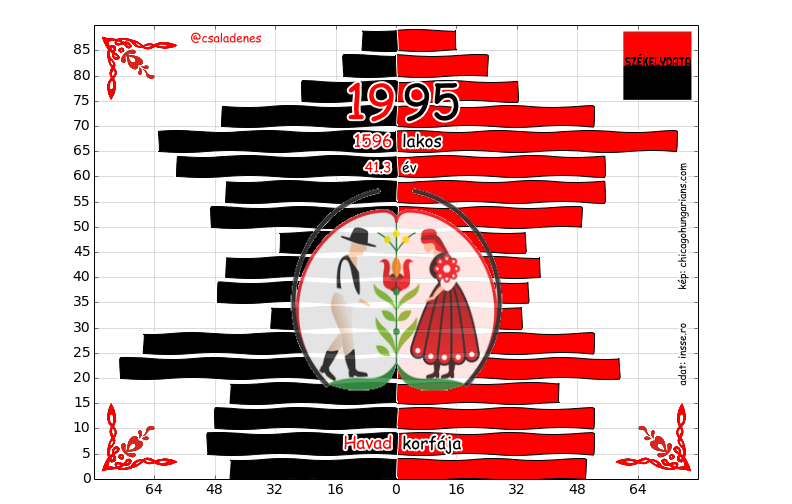 @csaladenes
SZÉKELYDATA
1995
1596 lakos
41,3 év
kép: chicagohungarians.com
adat: insse.ro
Havad korfája
85
80
75
70
65
60
55
50
45
40
35
30
25
20
15
10
5
0
64 48 32 16 0 16 32 48 64